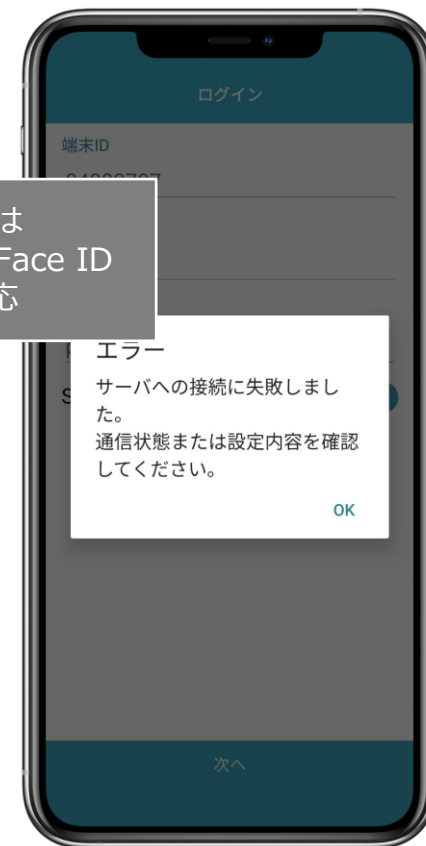 ログイン
端末ID
は
Face ID
応
エラー
サーバへの接続に失敗しまし
た。
通信状態または設定内容を確認
してください。
OK
次へ